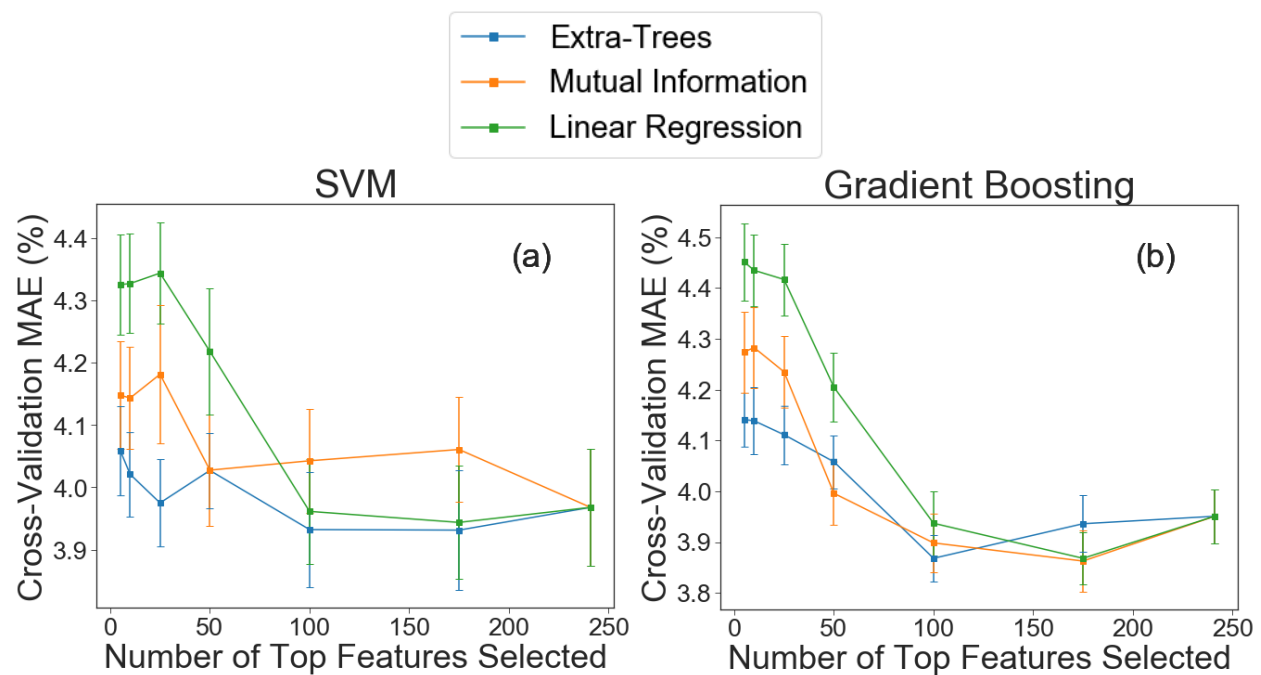 Extra-Trees
Mutual Information
Linear Regression
SVM
Cross-Validation MAE (%)
4.4
4.3
4.2
4.1
4.0
3.9
(a)
0 50 100 150 200 250
Number of Top Features Selected
Gradient Boosting
Cross-Validation MAE (%)
4.5
4.4
4.3
4.2
4.1
4.0
3.9
3.8
(b)
0 50 100 150 200 250
Number of Top Features Selected